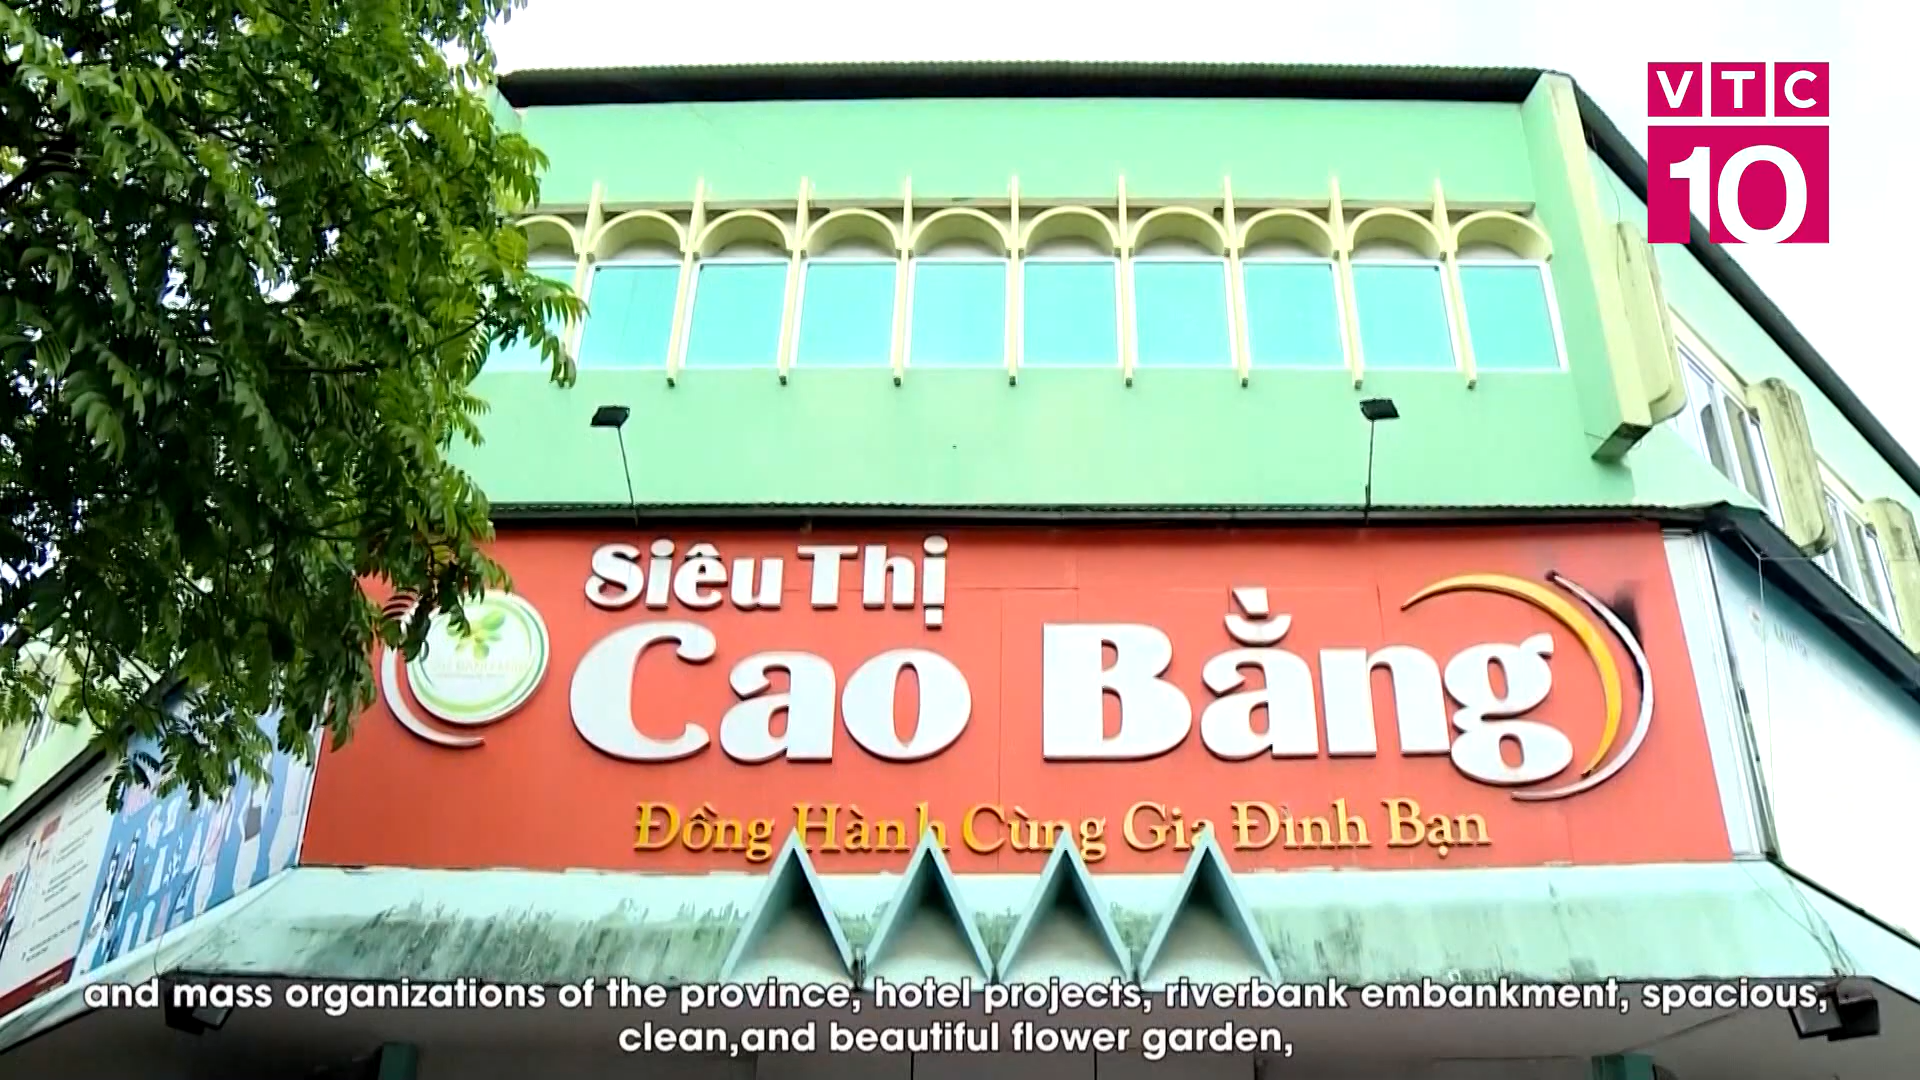 VTC
10
Siêu Thị
Cao Bằng
Đồng Hành Cùng Gia Đình Bạn
and mass organizations of the province, hotel projects, riverbank embankment, spacious,
clean,and beautiful flower garden,